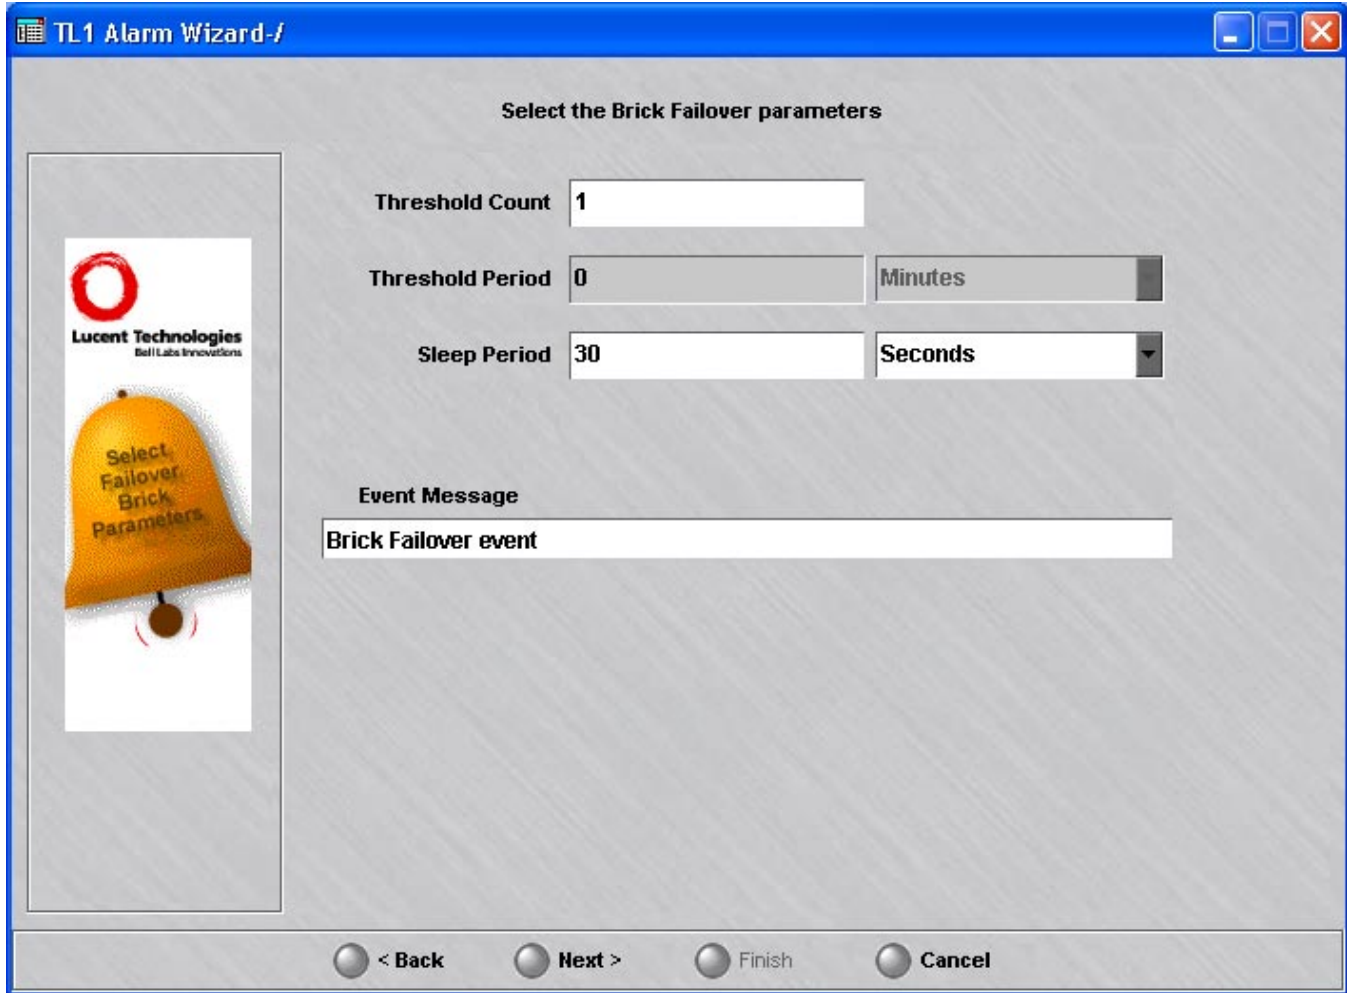 TL1 Alarm Wizard-/
Select the Brick Failover parameters
Threshold Count 1
Threshold Period 0 Minutes
Sleep Period 30 Seconds
Lucent Technologies
Bell Labs Innovations
Select
Failover
Brick
Parameters
Event Message
Brick Failover event
< Back Next > Finish Cancel